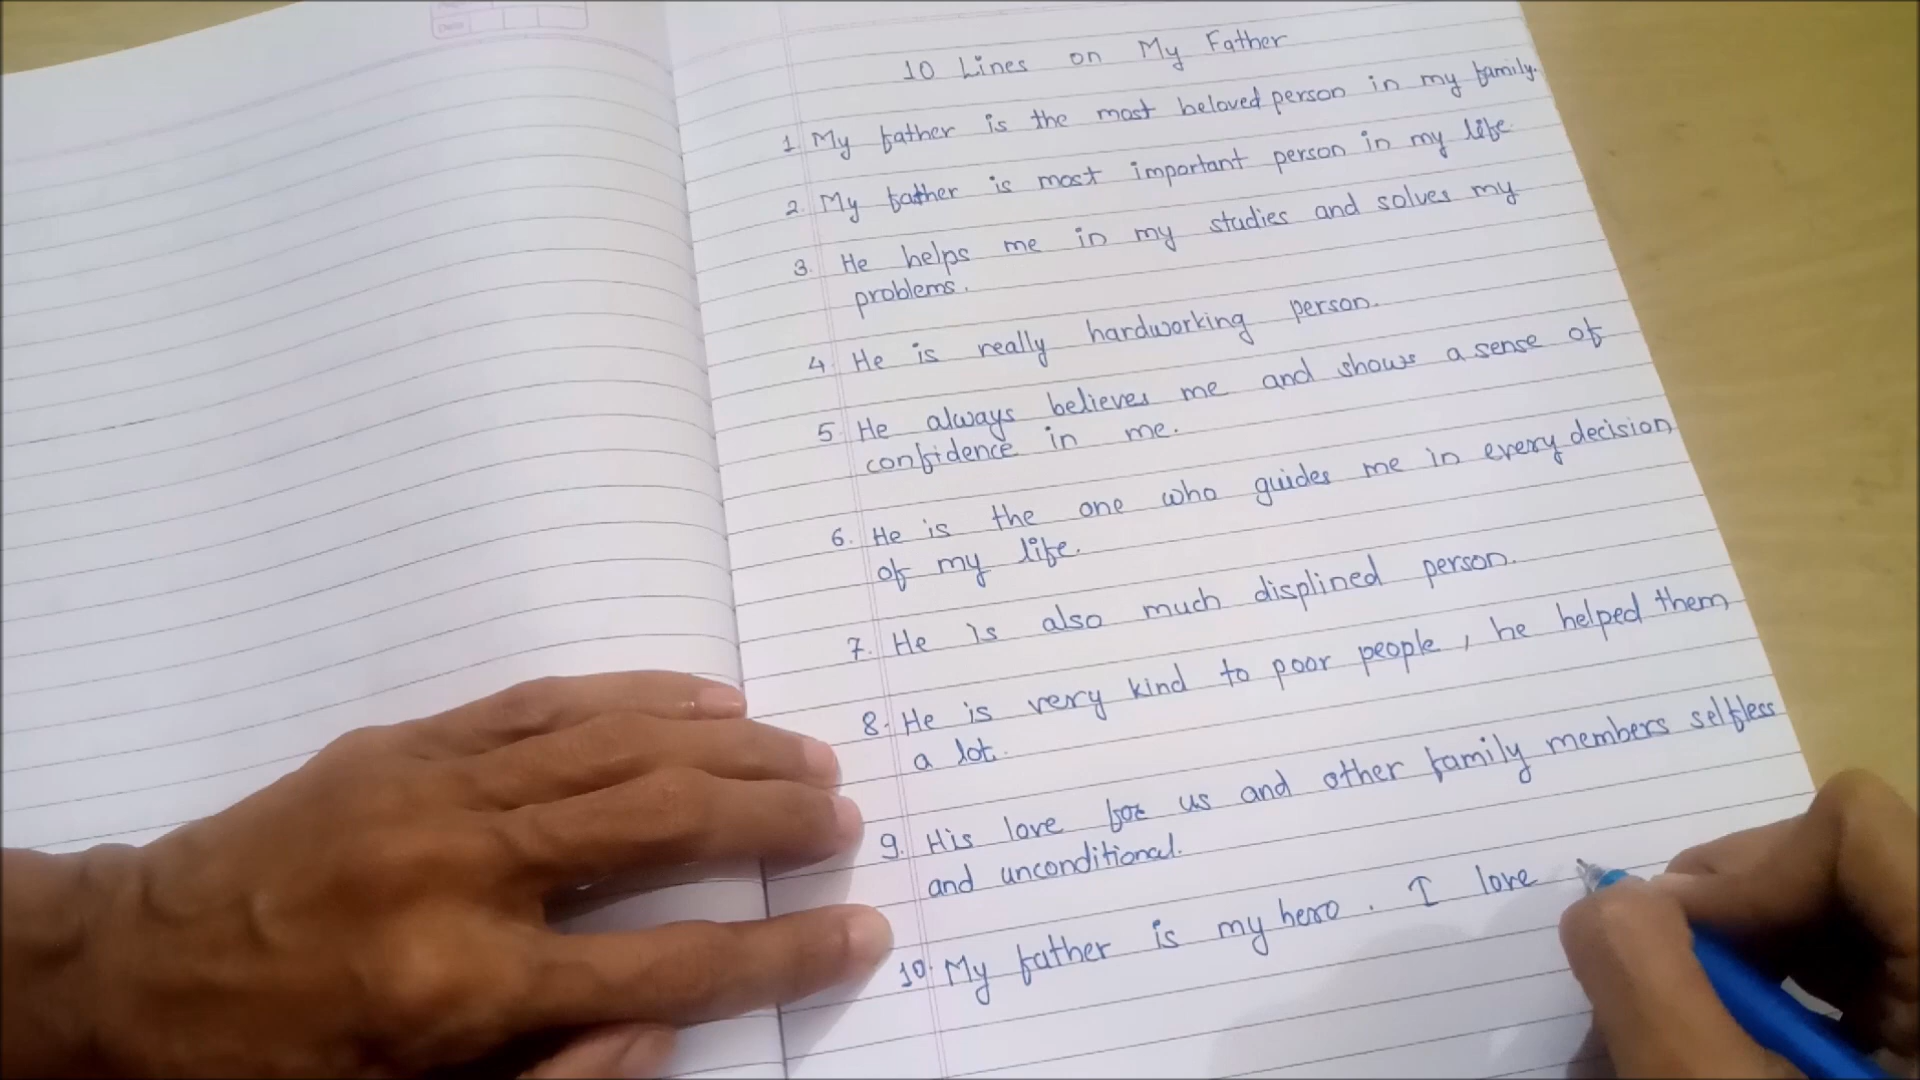 10 Lines on My Father
1. My father is the most beloved person in my family.
2. My father is most important person in my life.
3. He helps me in my studies and solves my
problems.
4. He is really hardworking person.
5. He always believes me and shows a sense of
confidence in me.
6. He is the one who guides me in every decision
of my life.
7. He is also much displined person.
8. He is very kind to poor people, he helped them
a lot.
9. His love for us and other family members selfless
and unconditional.
10. My father is my hero. I love